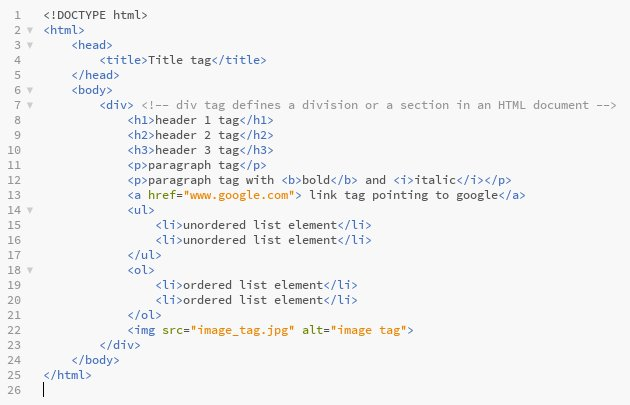 1 <!DOCTYPE html>
2 <html>
3     <head>
4         <title>Title tag</title>
5     </head>
6     <body>
7         <div> <!-- div tag defines a division or a section in an HTML document -->
8             <h1>header 1 tag</h1>
9             <h2>header 2 tag</h2>
10             <h3>header 3 tag</h3>
11             <p>paragraph tag</p>
12             <p>paragraph tag with <b>bold</b> and <i>italic</i></p>
13             <a href="www.google.com"> link tag pointing to google</a>
14             <ul>
15                 <li>unordered list element</li>
16                 <li>unordered list element</li>
17             </ul>
18             <ol>
19                 <li>ordered list element</li>
20                 <li>ordered list element</li>
21             </ol>
22             <img src="image_tag.jpg" alt="image tag">
23         </div>
24     </body>
25 </html>
26